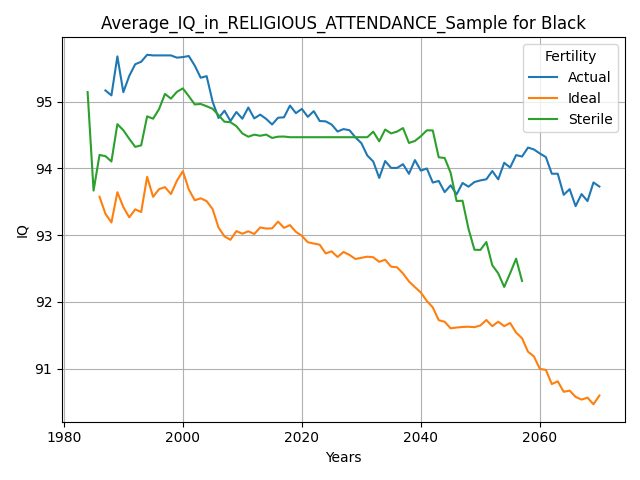 Average_IQ_in_RELIGIOUS_ATTENDANCE_Sample for Black
Fertility
Actual
Ideal
Sterile
IQ
95
94
93
92
91
1980
2000
2020
2040
2060
Years